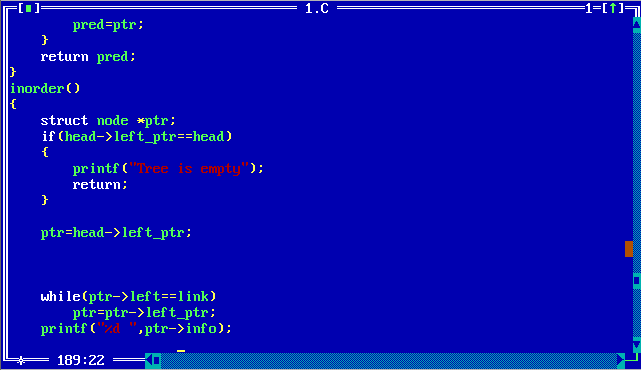 1.C
1=[↑]
pred=ptr;
}
return pred;
}
inorder()
{
struct node *ptr;
if(head->left_ptr==head)
{
printf("Tree is empty");
return;
}
ptr=head->left_ptr;
while(ptr->left==link)
ptr=ptr->left_ptr;
printf("%d ",ptr->info);
189:22